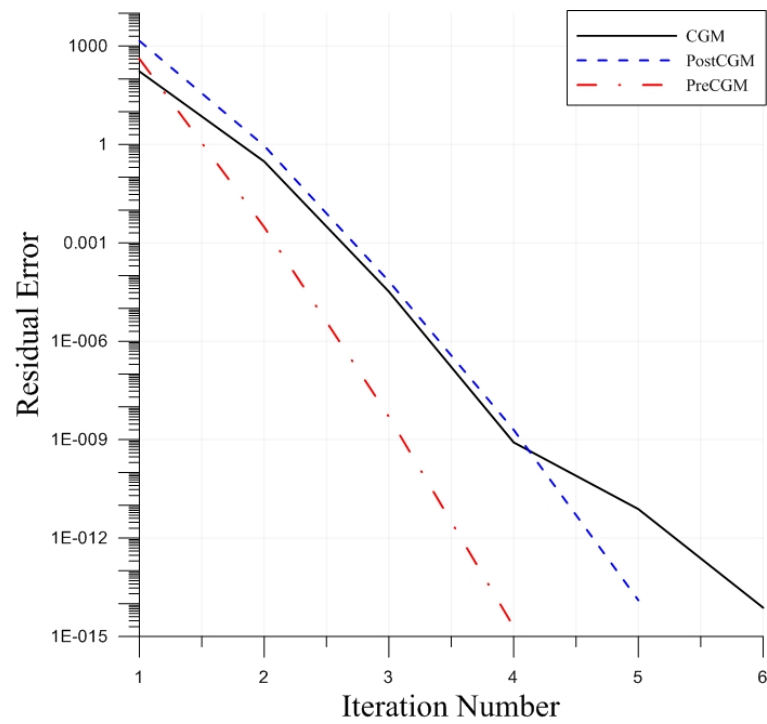 CGM
PostCGM
PreCGM
1000
1
0.001
1E-006
1E-009
1E-012
1E-015
Residual Error
1 2 3 4 5 6
Iteration Number